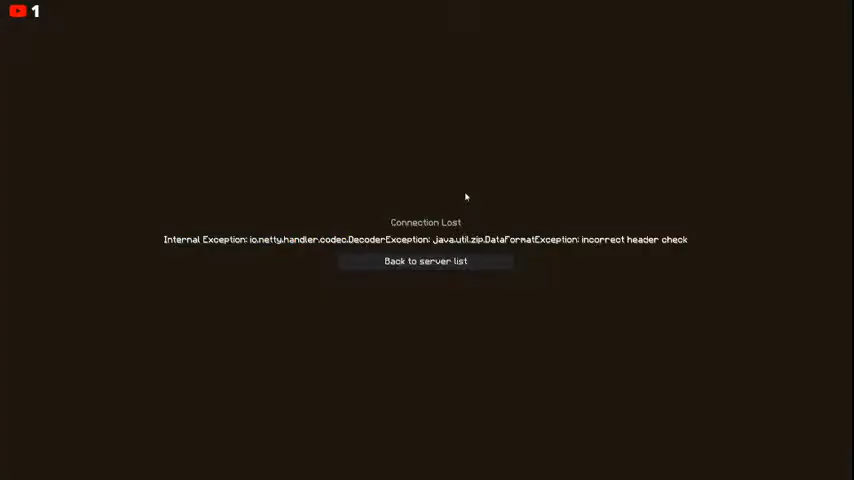 1
Connection Lost
Internal Exception: io.netty.handler.codec.DecoderException: java.util.zip.DataFormatException: incorrect header check
Back to server list